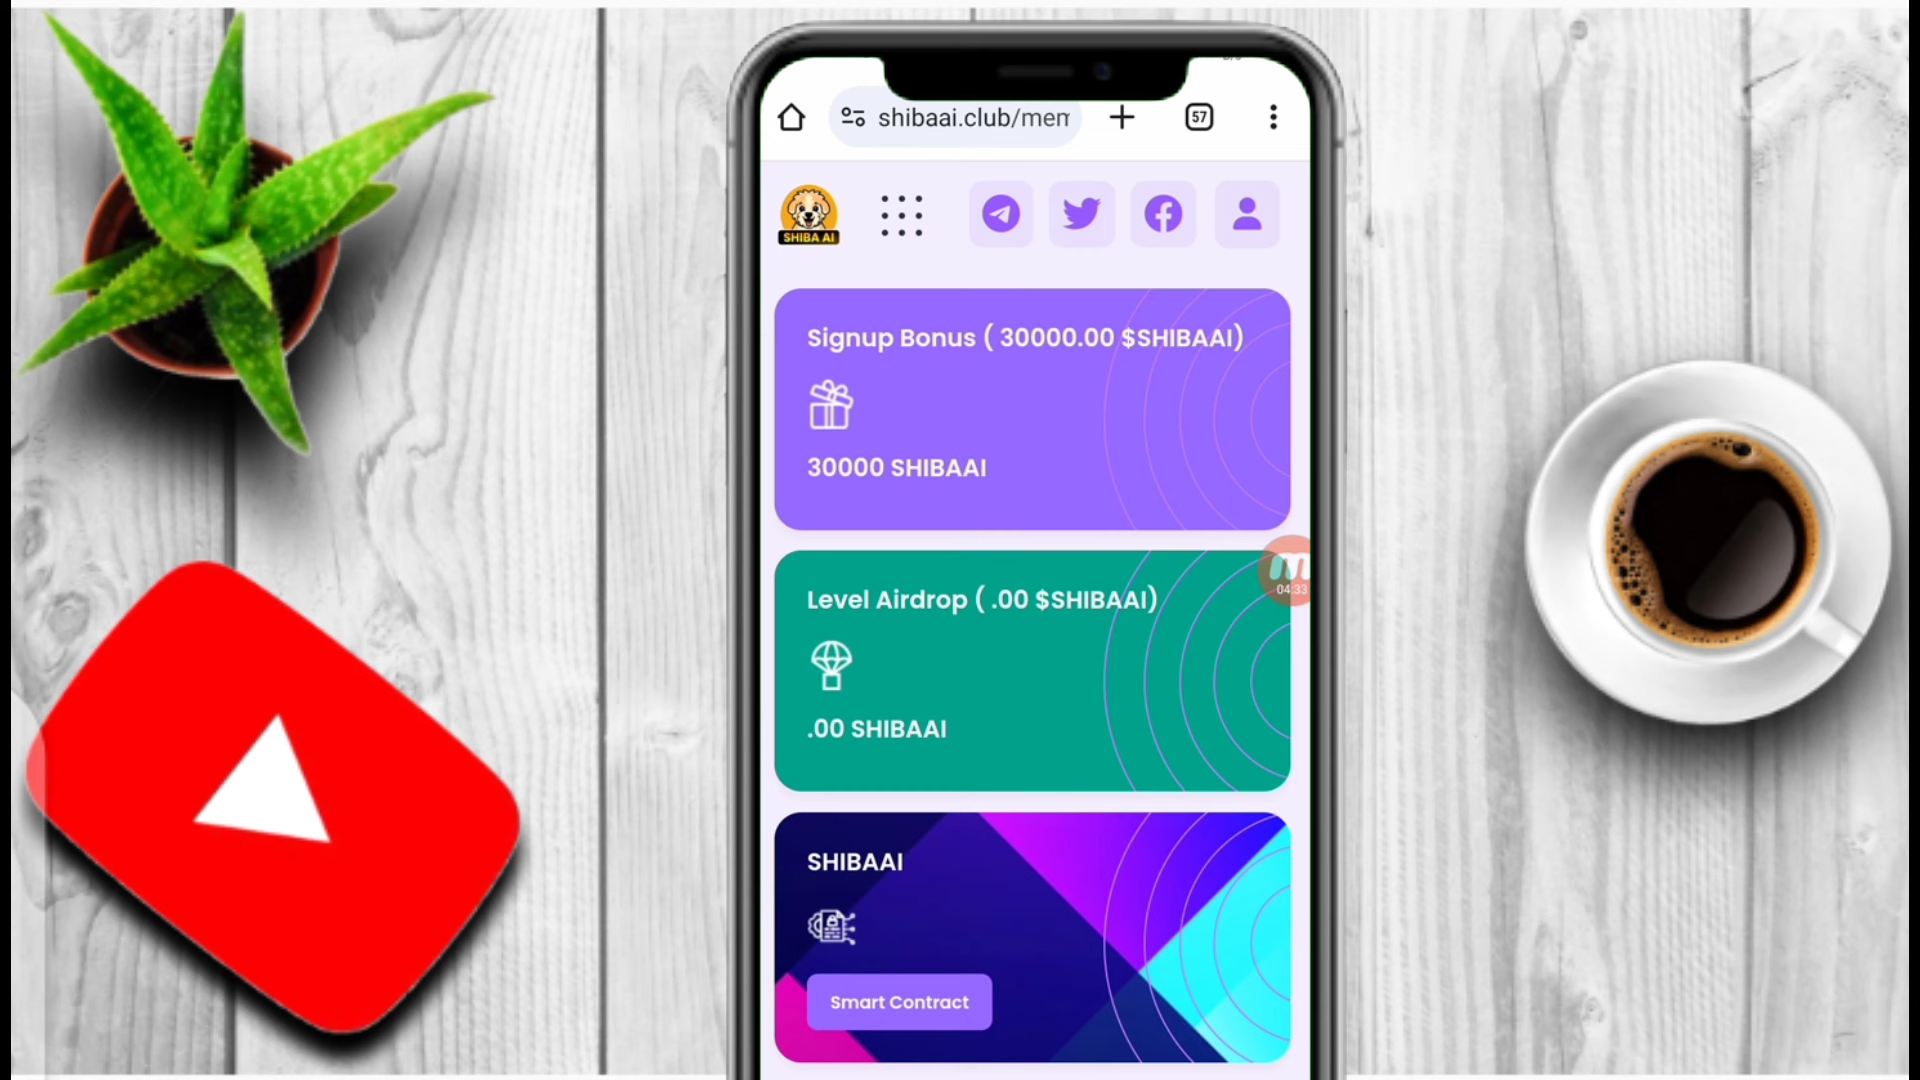 shibaai.club/mem
57
SHIBA AI
Signup Bonus ( 30000.00 $SHIBAAI)
30000 SHIBAAI
Level Airdrop ( .00 $SHIBAAI)
04:33
.00 SHIBAAI
SHIBAAI
Smart Contract